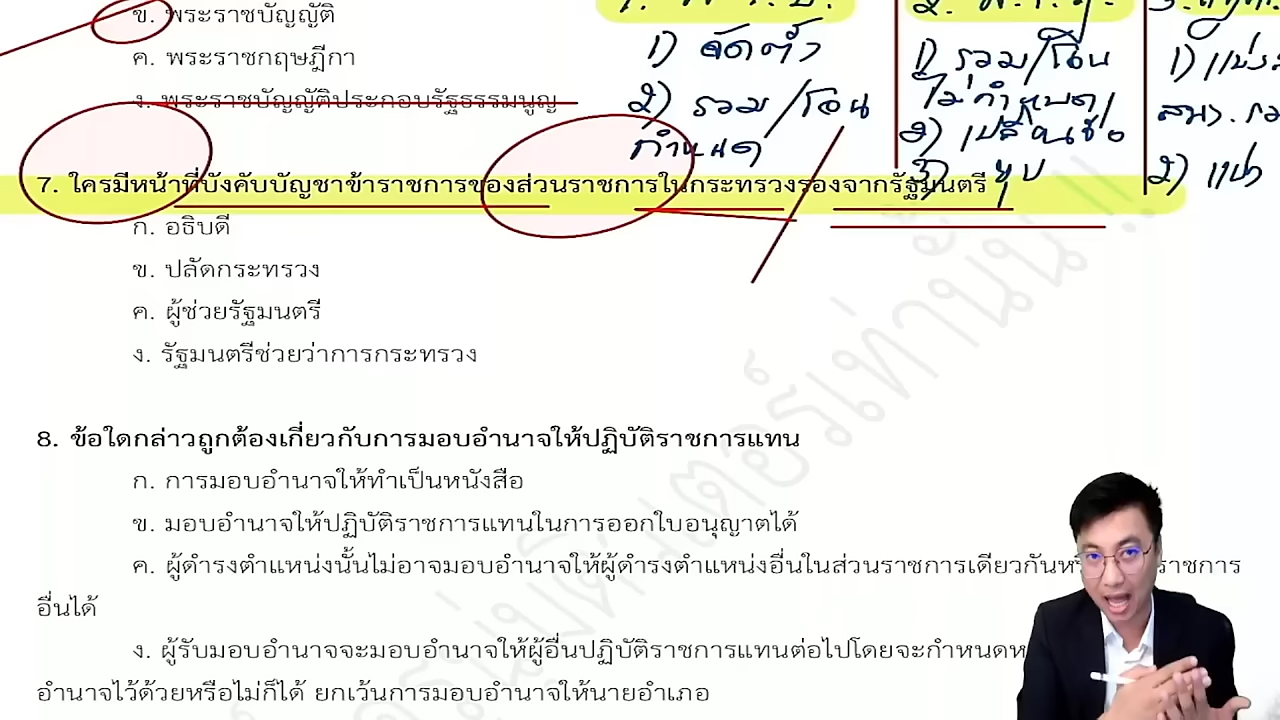 ข. พระราชบัญญัติ
ค. พระราชกฤษฎีกา
ง. พระราชบัญญัติประกอบรัฐธรรมนูญ
1) จัดตั้ง
2) รวม/โอน
กำหนด
1) รวม/โอน
ไม่กำหนด
2) เปลี่ยนชื่อ
3) ยุบ
1)
2)
7. ใครมีหน้าที่บังคับบัญชาข้าราชการของส่วนราชการในกระทรวงรองจากรัฐมนตรี
ก. อธิบดี
ข. ปลัดกระทรวง
ค. ผู้ช่วยรัฐมนตรี
ง. รัฐมนตรีช่วยว่าการกระทรวง
8. ข้อใดกล่าวถูกต้องเกี่ยวกับการมอบอำนาจให้ปฏิบัติราชการแทน
ก. การมอบอำนาจให้ทำเป็นหนังสือ
ข. มอบอำนาจให้ปฏิบัติราชการแทนในการออกใบอนุญาตได้
ค. ผู้ดำรงตำแหน่งนั้นไม่อาจมอบอำนาจให้ผู้ดำรงตำแหน่งอื่นในส่วนราชการเดียวกัน ราชการ
อื่นได้
ง. ผู้รับมอบอำนาจจะมอบอำนาจให้ผู้อื่นปฏิบัติราชการแทนต่อไปโดยจะกำหนด
อำนาจไว้ด้วยหรือไม่ก็ได้ ยกเว้นการมอบอำนาจให้นายอำเภอ